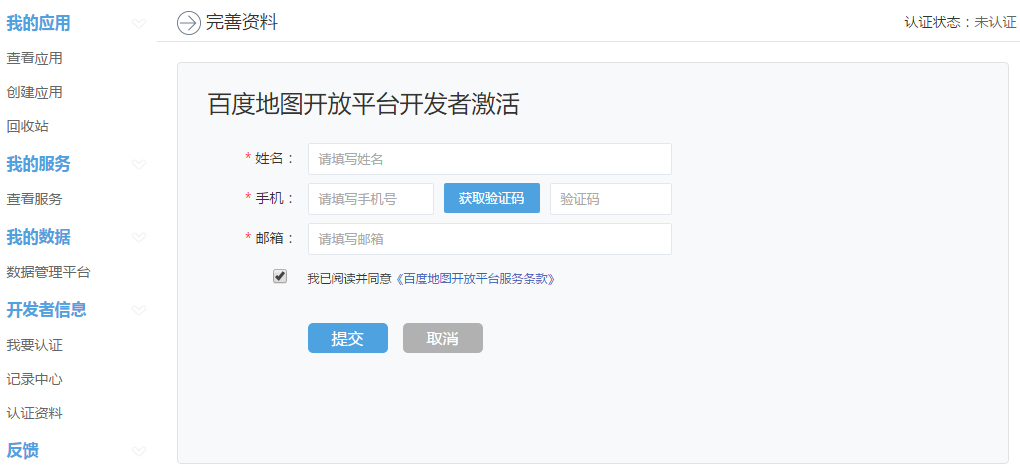 我的应用
查看应用
创建应用
回收站
我的服务
查看服务
我的数据
数据管理平台
开发者信息
我要认证
记录中心
认证资料
反馈
完善资料
认证状态：未认证
百度地图开放平台开发者激活
* 姓名： 请填写姓名
* 手机： 请填写手机号 获取验证码 验证码
* 邮箱： 请填写邮箱
我已阅读并同意《百度地图开放平台服务条款》
提交 取消